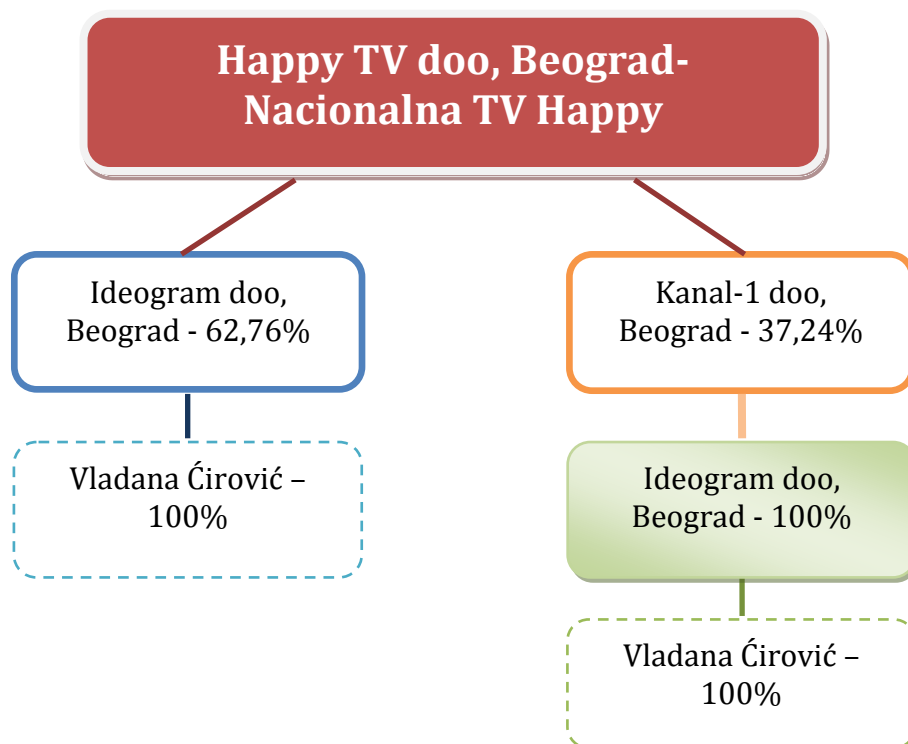 Happy TV doo, Beograd-
Nacionalna TV Happy
Ideogram doo,
Beograd - 62,76%
Kanal-1 doo,
Beograd - 37,24%
Vladana Ćirović –
100%
Ideogram doo,
Beograd - 100%
Vladana Ćirović –
100%